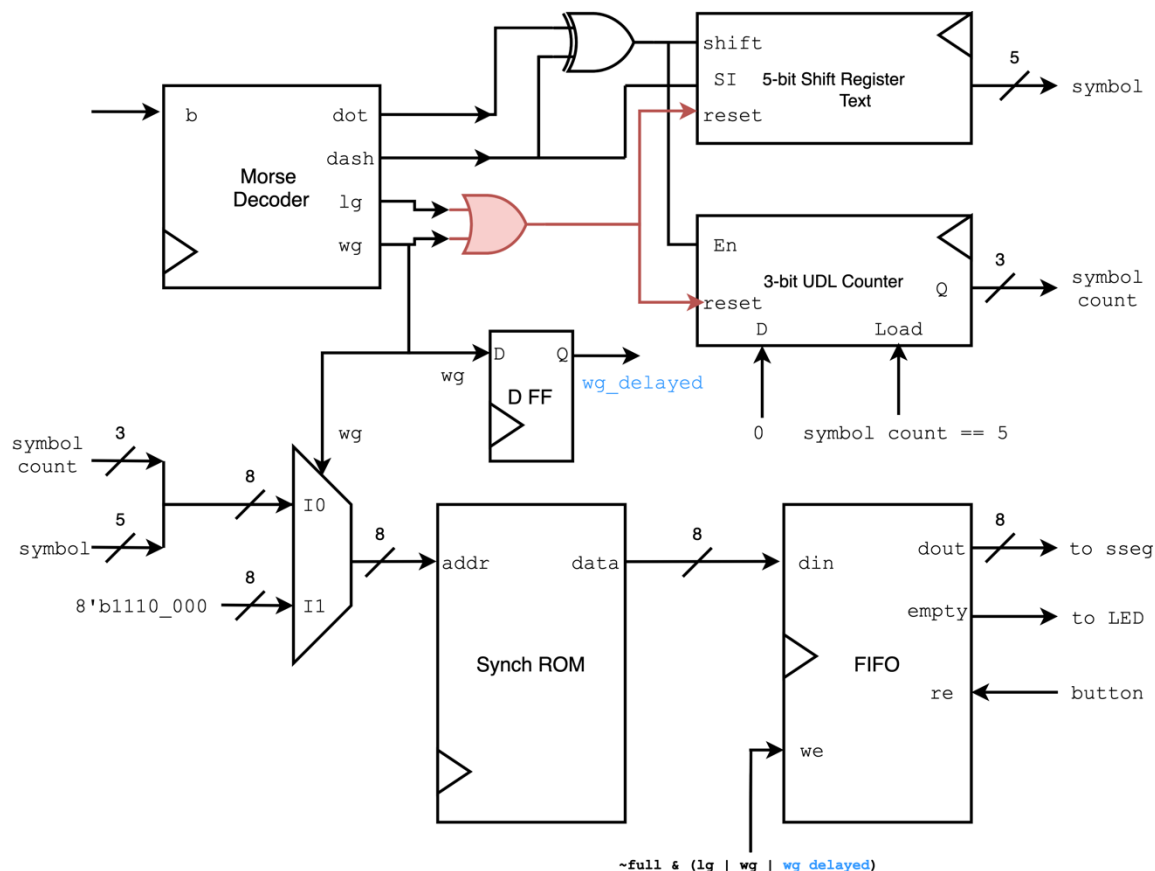 shift
5
SI
5-bit Shift Register
Text
symbol
b
dot
reset
dash
Morse
Decoder
lg
wg
En
3
3-bit UDL Counter
Q
symbol
count
reset
D
Load
D
Q
wg
wg_delayed
D FF
0
symbol count == 5
wg
3
symbol
count
8
I0
5
symbol
8
addr
data
8
din
8
dout
to sseg
8
8'b1110_000
I1
empty
to LED
Synch ROM
FIFO
re
button
we
~full & (lg | wg | wg_delayed)